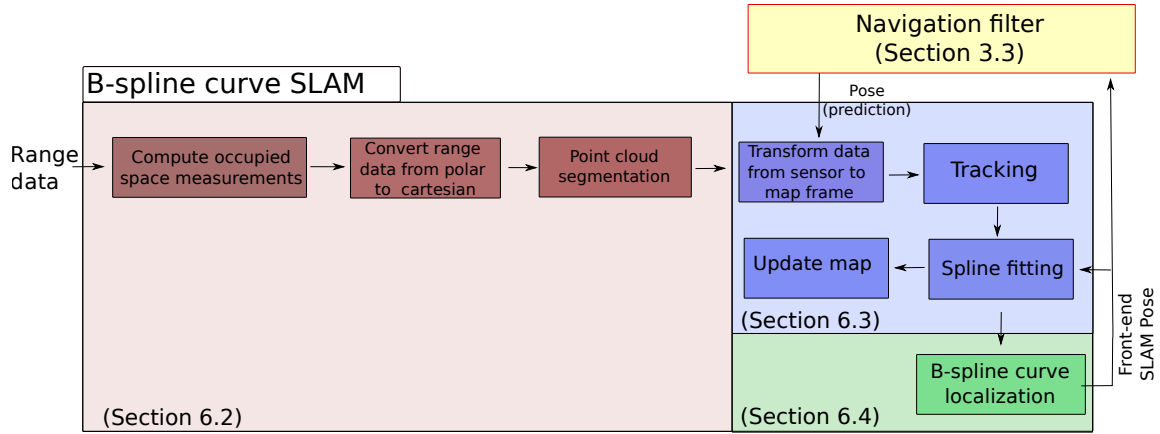 Navigation filter
(Section 3.3)
B-spline curve SLAM
Pose
(prediction)
Range
data
Compute occupied
space measurements
Convert range
data from polar
to cartesian
Point cloud
segmentation
Transform data
from sensor to
map frame
Tracking
Update map
Spline fitting
(Section 6.3)
Front-end
SLAM Pose
B-spline curve
localization
(Section 6.2)
(Section 6.4)